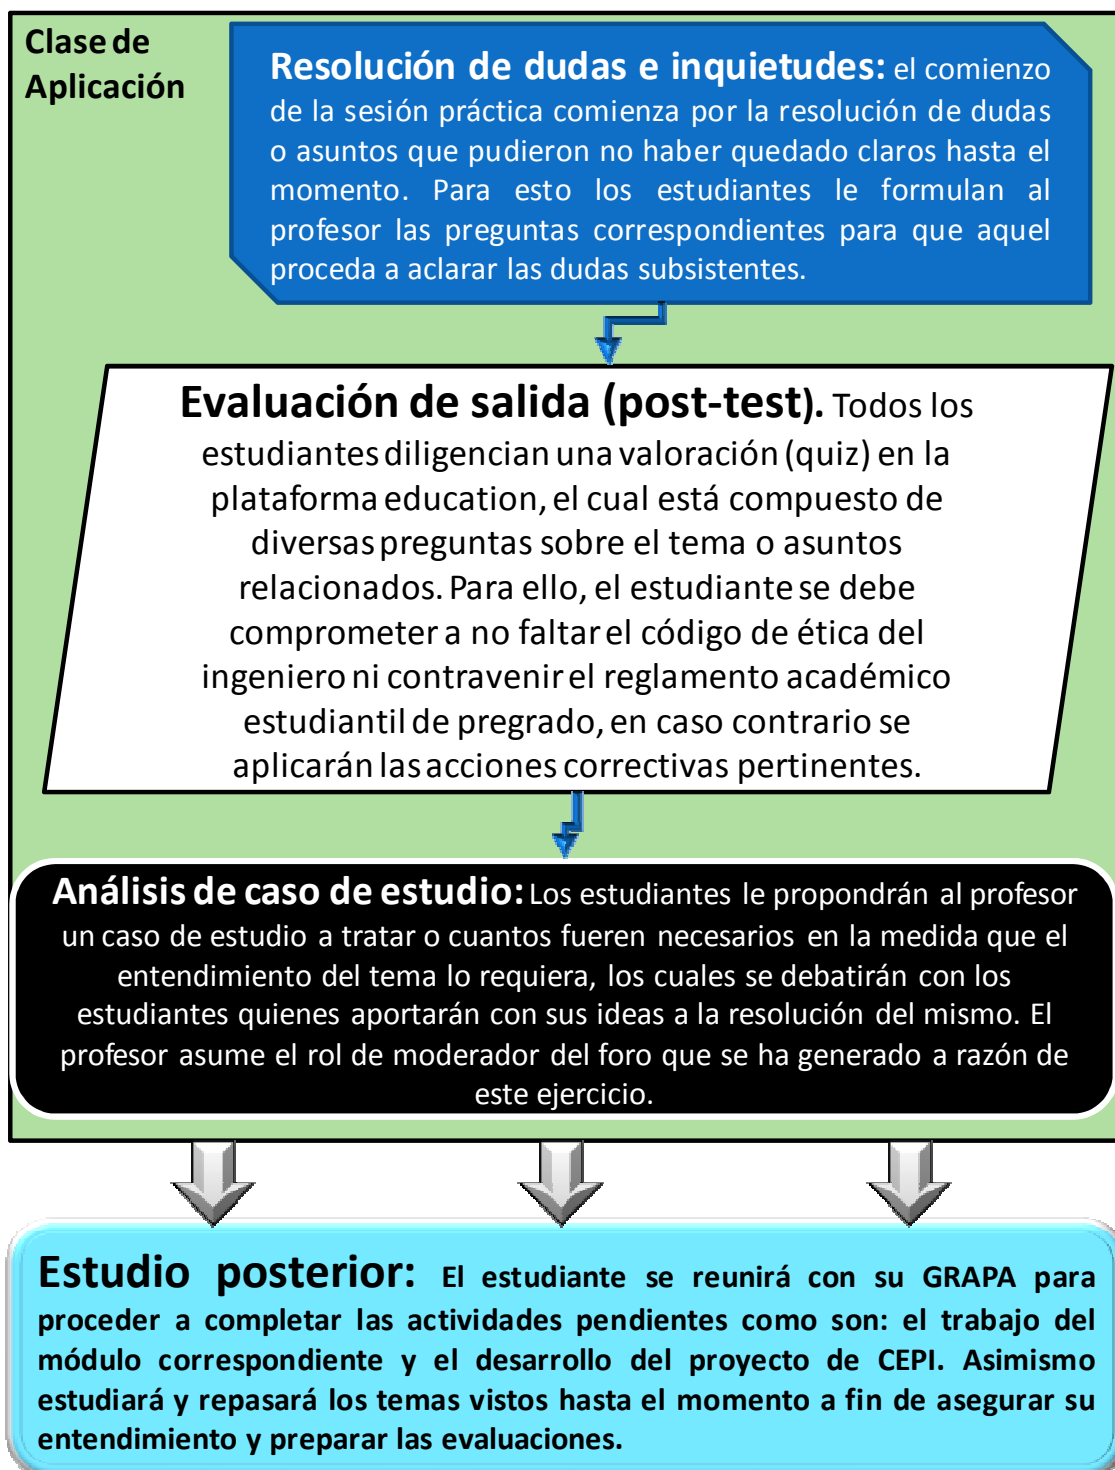 Clase de
Aplicación
Resolución de dudas e inquietudes: el comienzo
de la sesión práctica comienza por la resolución de dudas
o asuntos que pudieron no haber quedado claros hasta el
momento. Para esto los estudiantes le formulan al
profesor las preguntas correspondientes para que aquel
proceda a aclarar las dudas subsistentes.
Evaluación de salida (post-test). Todos los
estudiantes diligencian una valoración (quiz) en la
plataforma education, el cual está compuesto de
diversas preguntas sobre el tema o asuntos
relacionados. Para ello, el estudiante se debe
comprometer a no faltar el código de ética del
ingeniero ni contravenir el reglamento académico
estudiantil de pregrado, en caso contrario se
aplicarán las acciones correctivas pertinentes.
Análisis de caso de estudio: Los estudiantes le propondrán al profesor
un caso de estudio a tratar o cuantos fueren necesarios en la medida que el
entendimiento del tema lo requiera, los cuales se debatirán con los
estudiantes quienes aportarán con sus ideas a la resolución del mismo. El
profesor asume el rol de moderador del foro que se ha generado a razón de
este ejercicio.
Estudio posterior: El estudiante se reunirá con su GRAPA para
proceder a completar las actividades pendientes como son: el trabajo del
módulo correspondiente y el desarrollo del proyecto de CEPI. Asimismo
estudiará y repasará los temas vistos hasta el momento a fin de asegurar su
entendimiento y preparar las evaluaciones.